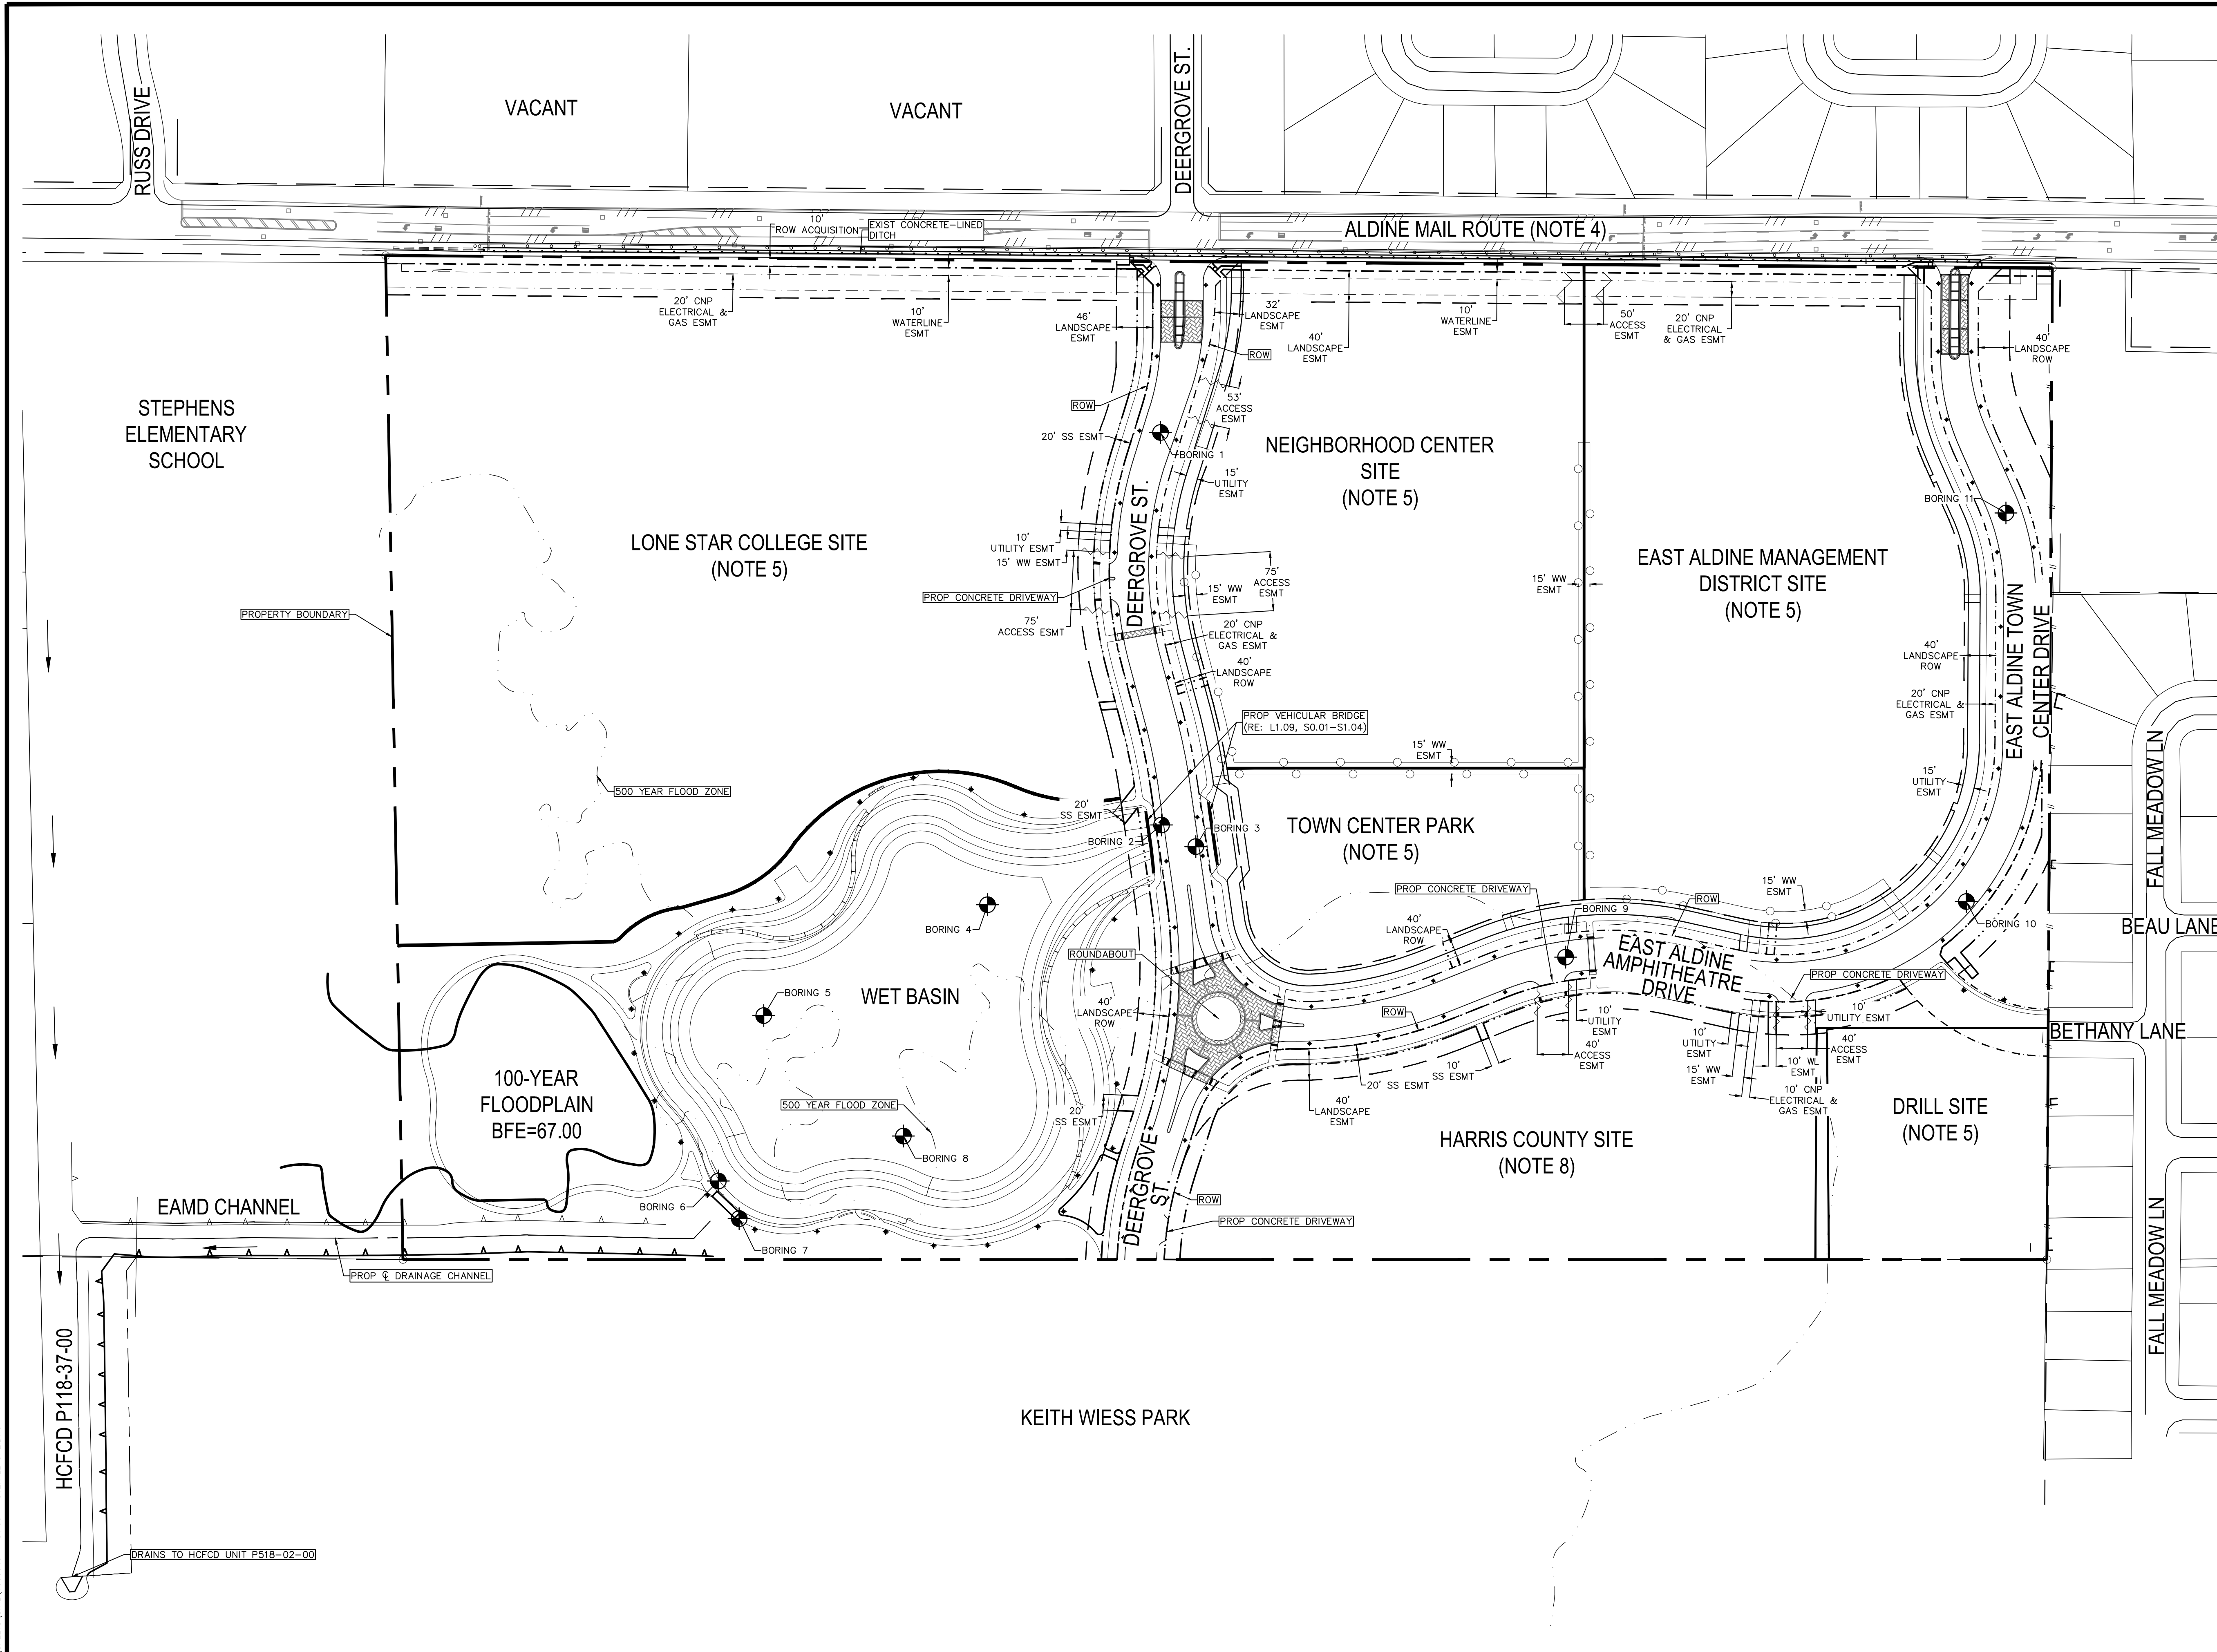 RUSS DRIVE
VACANT
VACANT
DEERGROVE ST.
10'
ROW ACQUISITION
EXIST CONCRETE-LINED
DITCH
ALDINE MAIL ROUTE (NOTE 4)
20' CNP
ELECTRICAL &
GAS ESMT
10'
WATERLINE
ESMT
46'
LANDSCAPE
ESMT
32'
LANDSCAPE
ESMT
40'
LANDSCAPE
ESMT
ROW
10'
WATERLINE
ESMT
50'
ACCESS
ESMT
20' CNP
ELECTRICAL
& GAS ESMT
40'
LANDSCAPE
ROW
STEPHENS
ELEMENTARY
SCHOOL
ROW
20' SS ESMT
53'
ACCESS
ESMT
BORING 1
15'
UTILITY
ESMT
NEIGHBORHOOD CENTER
SITE
(NOTE 5)
BORING 11
LONE STAR COLLEGE SITE
(NOTE 5)
10'
UTILITY ESMT
15' WW ESMT
DEERGROVE ST.
75'
ACCESS
ESMT
15' WW
ESMT
15' WW
ESMT
EAST ALDINE MANAGEMENT
DISTRICT SITE
(NOTE 5)
PROP CONCRETE DRIVEWAY
PROPERTY BOUNDARY
75'
ACCESS ESMT
20' CNP
ELECTRICAL &
GAS ESMT
40'
LANDSCAPE
ROW
40'
LANDSCAPE
ROW
20' CNP
ELECTRICAL &
GAS ESMT
EAST ALDINE TOWN
CENTER DRIVE
PROP VEHICULAR BRIDGE
(RE: L1.09, S0.01-S1.04)
15' WW
ESMT
15'
UTILITY
ESMT
FALL MEADOW LN
500 YEAR FLOOD ZONE
20'
SS ESMT
BORING 2
BORING 3
TOWN CENTER PARK
(NOTE 5)
PROP CONCRETE DRIVEWAY
15' WW
ESMT
ROW
BORING 4
BORING 9
40'
LANDSCAPE
ROW
BORING 10
BEAU LANE
ROUNDABOUT
EAST ALDINE
AMPHITHEATRE
DRIVE
PROP CONCRETE DRIVEWAY
BORING 5
WET BASIN
40'
LANDSCAPE
ROW
ROW
10'
UTILITY
ESMT
40'
ACCESS
ESMT
10'
UTILITY ESMT
10'
UTILITY
ESMT
15' WW
ESMT
10' WL
ESMT
40'
ACCESS
ESMT
10' CNP
ELECTRICAL &
GAS ESMT
BETHANY LANE
100-YEAR
FLOODPLAIN
BFE=67.00
500 YEAR FLOOD ZONE
20'
SS ESMT
20' SS ESMT
10'
SS ESMT
40'
LANDSCAPE
ESMT
DRILL SITE
(NOTE 5)
HARRIS COUNTY SITE
(NOTE 8)
BORING 8
DEERGROVE
ST.
ROW
PROP CONCRETE DRIVEWAY
EAMD CHANNEL
BORING 6
BORING 7
PROP ℄ DRAINAGE CHANNEL
FALL MEADOW LN
HCFCD P118-37-00
KEITH WIESS PARK
DRAINS TO HCFCD UNIT P518-02-00